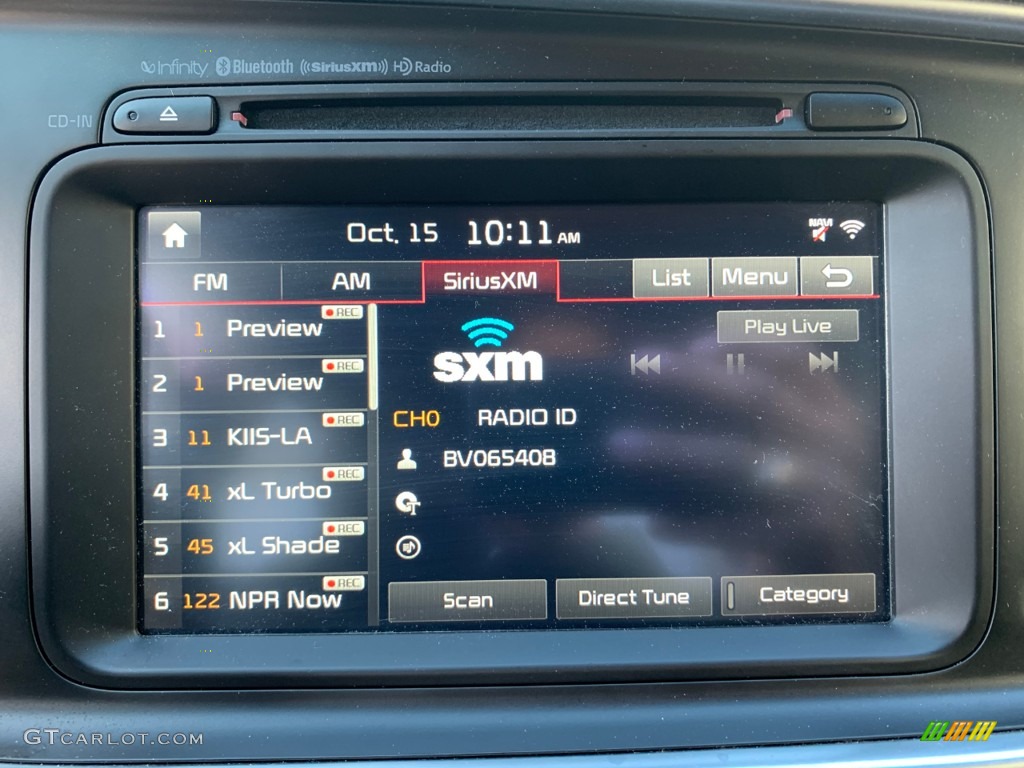 Infinity Bluetooth ((SiriusXM)) HD Radio
CD-IN
Oct. 15 10:11 AM
NAVI
FM AM SiriusXM List Menu
1 1 Preview REC
2 1 Preview REC
3 11 KIIS-LA REC
4 41 xL Turbo REC
5 45 xL Shade REC
6 122 NPR Now REC
sxm
Play Live
CH0 RADIO ID
BV065408
Scan Direct Tune Category
GTCARLOT.COM